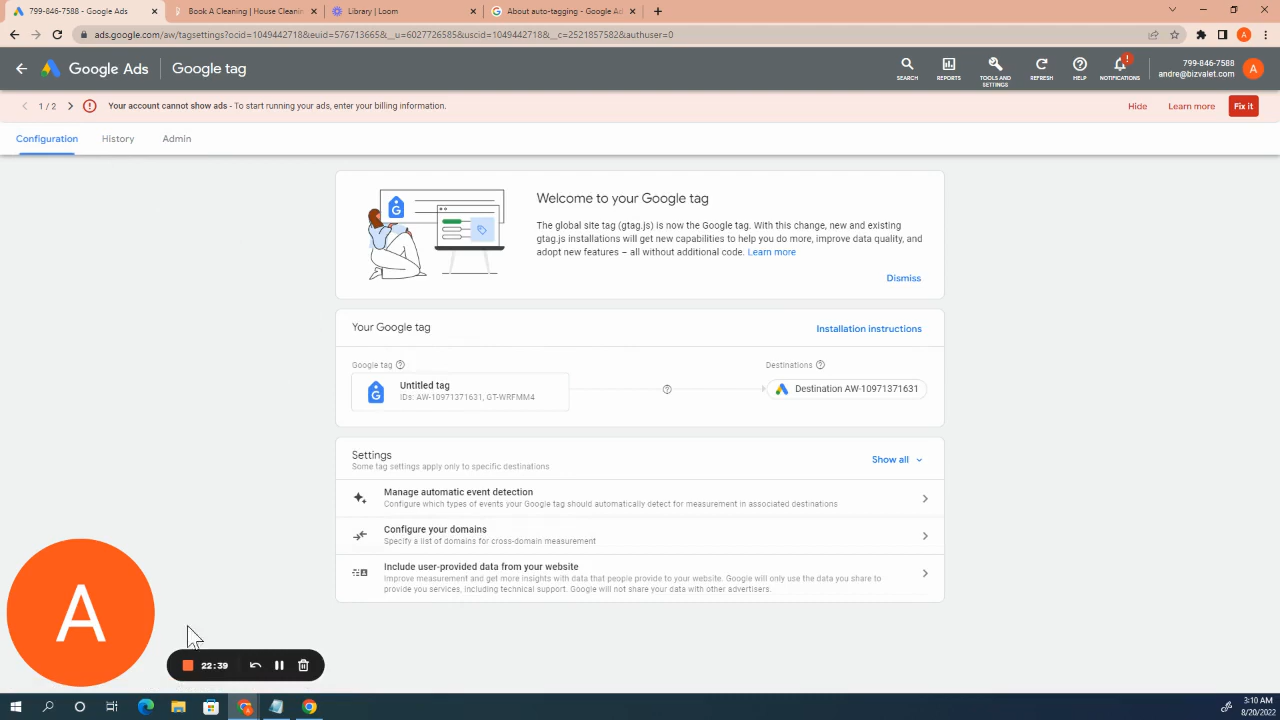 799-846-7588 - Google Ads
Book A Cleaning | House Cleanin
Library | Loom
About auto-tagging - Google Ad
ads.google.com/aw/tagsettings?ocid=1049442718&euid=576713665&__u=6027726585&uscid=1049442718&__c=2521857582&authuser=0
A
Google Ads
Google tag
SEARCH
REPORTS
TOOLS AND
SETTINGS
REFRESH
HELP
!
NOTIFICATIONS
799-846-7588
andre@bizvalet.com
A
1 / 2
Your account cannot show ads - To start running your ads, enter your billing information.
Hide
Learn more
Fix it
Configuration
History
Admin
G
Welcome to your Google tag
The global site tag (gtag.js) is now the Google tag. With this change, new and existing
gtag.js installations will get new capabilities to help you do more, improve data quality, and
adopt new features – all without additional code. Learn more
Dismiss
Your Google tag
Installation instructions
Google tag
Destinations
G
Untitled tag
IDs: AW-10971371631, GT-WRFMM4
Destination AW-10971371631
Settings
Some tag settings apply only to specific destinations
Show all
Manage automatic event detection
Configure which types of events your Google tag should automatically detect for measurement in associated destinations
Configure your domains
Specify a list of domains for cross-domain measurement
Include user-provided data from your website
Improve measurement and get more insights with data that people provide to your website. Google will only use the data you share to
provide you services, including technical support. Google will not share your data with other advertisers.
A
22:39
3:10 AM
8/20/2022